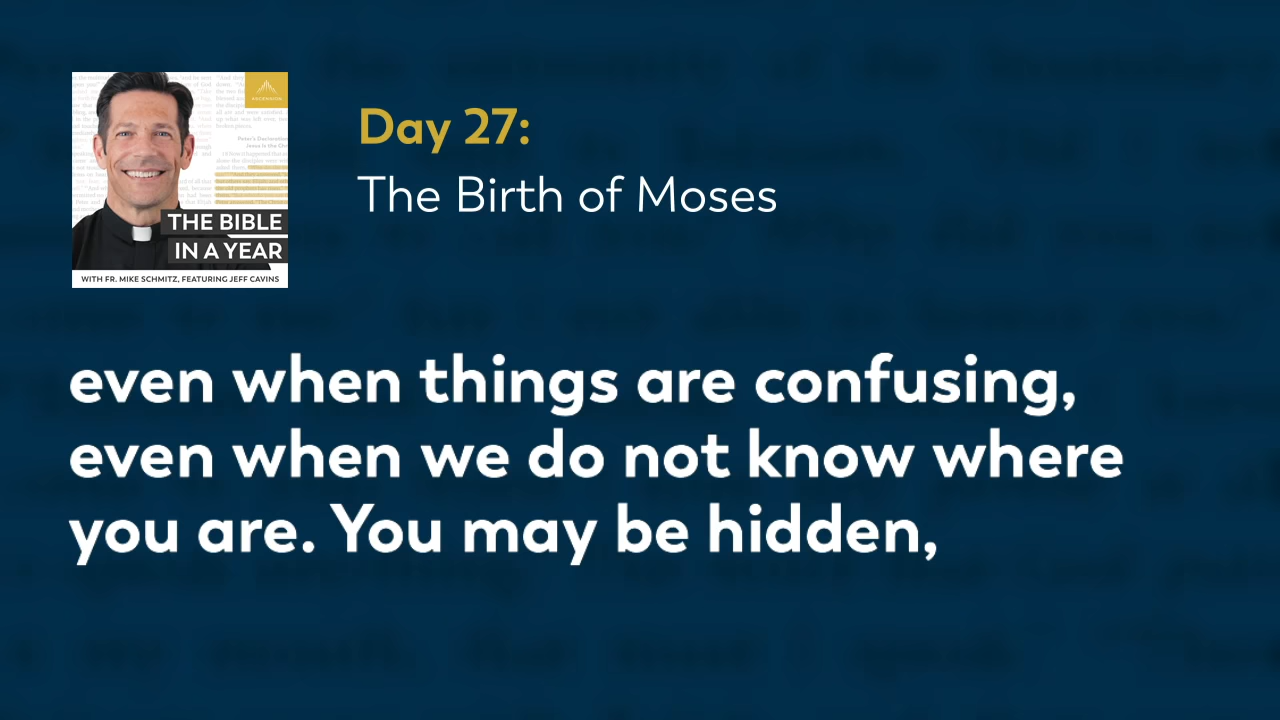 Day 27:
The Birth of Moses
ASCENSION
THE BIBLE
IN A YEAR
WITH FR. MIKE SCHMITZ, FEATURING JEFF CAVINS
even when things are confusing,
even when we do not know where
you are. You may be hidden,